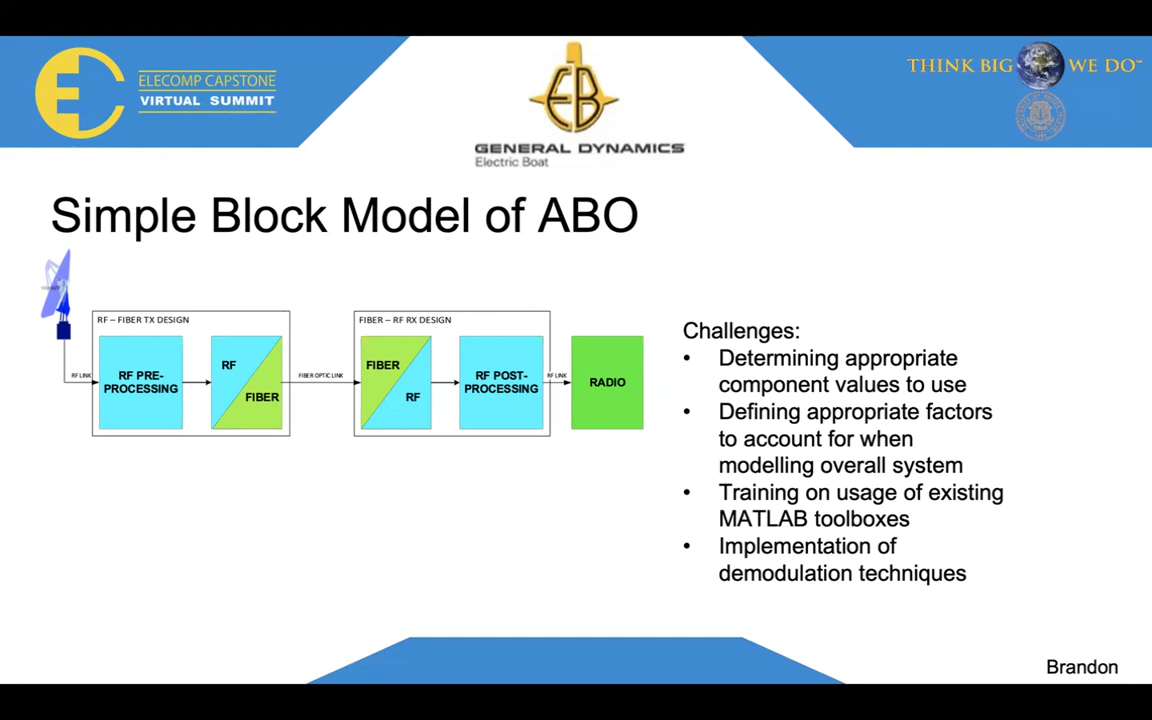 ELECOMP CAPSTONE
VIRTUAL SUMMIT
EB
GENERAL DYNAMICS
Electric Boat
THINK BIG WE DO™
Simple Block Model of ABO
RF – FIBER TX DESIGN
RF LINK
RF PRE-
PROCESSING
RF
FIBER
FIBER OPTIC LINK
FIBER – RF RX DESIGN
FIBER
RF
RF POST-
PROCESSING
RF LINK
RADIO
Challenges:
• Determining appropriate
component values to use
• Defining appropriate factors
to account for when
modelling overall system
• Training on usage of existing
MATLAB toolboxes
• Implementation of
demodulation techniques
Brandon